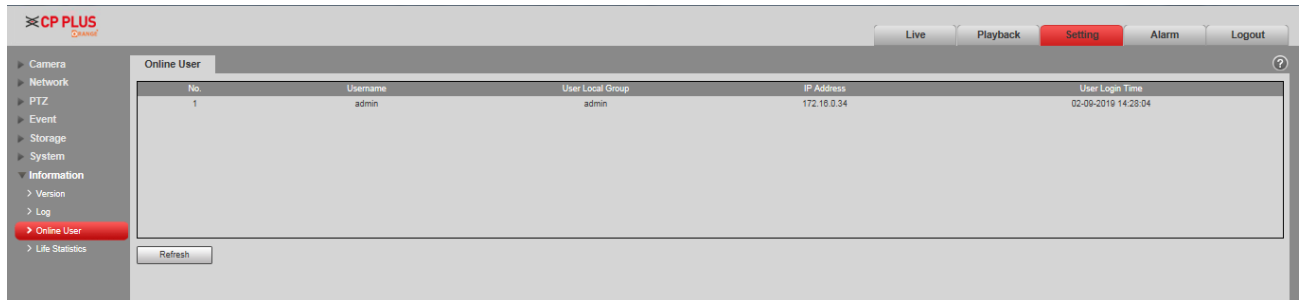 CP PLUS
Orange
Live Playback Setting Alarm Logout
Camera
Network
PTZ
Event
Storage
System
Information
> Version
> Log
> Online User
> Life Statistics
Online User ?
No. Username User Local Group IP Address User Login Time
1 admin admin 172.16.0.34 02-09-2019 14:28:04
Refresh